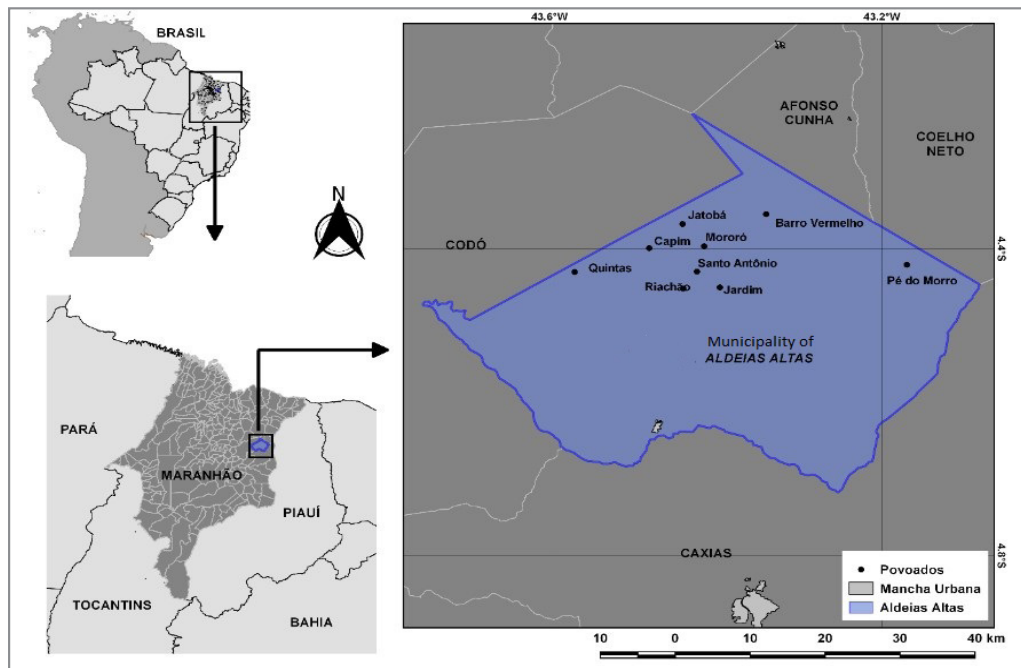 BRASIL
N
PARÁ
MARANHÃO
PIAUÍ
TOCANTINS
BAHIA
43.6°W
43.2°W
AFONSO
CUNHA
COELHO
NETO
CODÓ
Jatobá
Barro Vermelho
Capim
Mororó
4.4°S
Quintas
Santo Antônio
Pé do Morro
Riachão
Jardim
Municipality of
ALDEIAS ALTAS
CAXIAS
4.8°S
Povoados
Mancha Urbana
Aldeias Altas
10 0 10 20 30 40 km